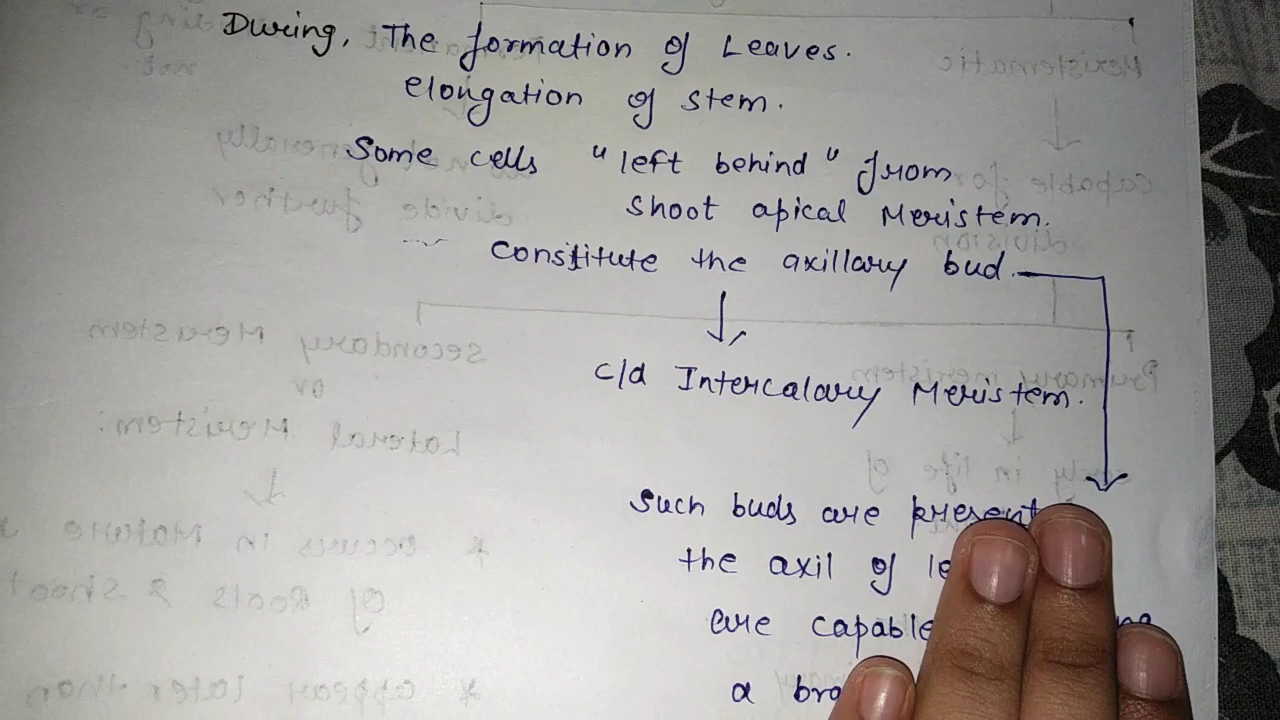 During, The formation of Leaves.
elongation of stem.
Some cells "left behind" from
shoot apical Meristem.
constitute the axillary bud.
c/d Intercalary Meristem.
Such buds are present
the axil of
are capable
a